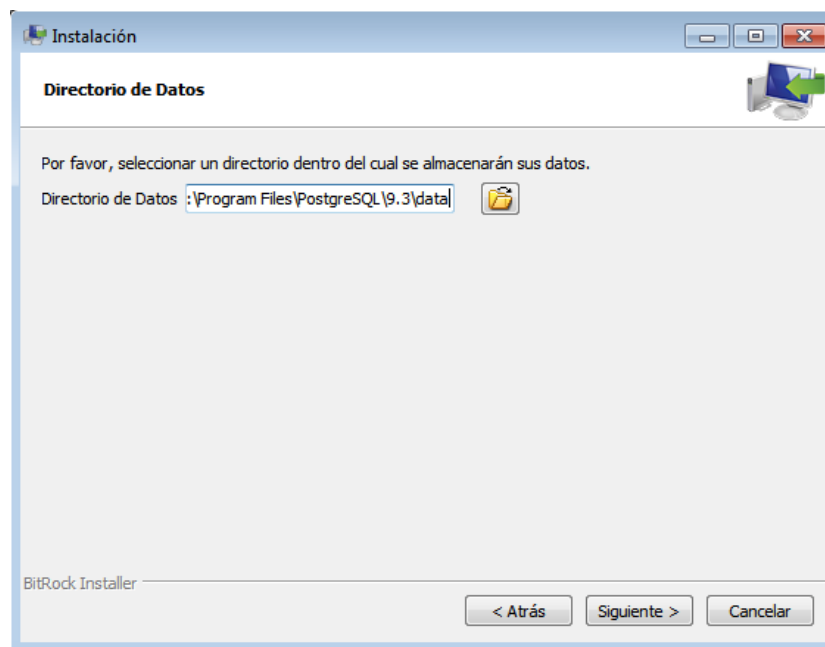 Instalación
Directorio de Datos
Por favor, seleccionar un directorio dentro del cual se almacenarán sus datos.
Directorio de Datos :\Program Files\PostgreSQL\9.3\data
BitRock Installer
< Atrás Siguiente > Cancelar